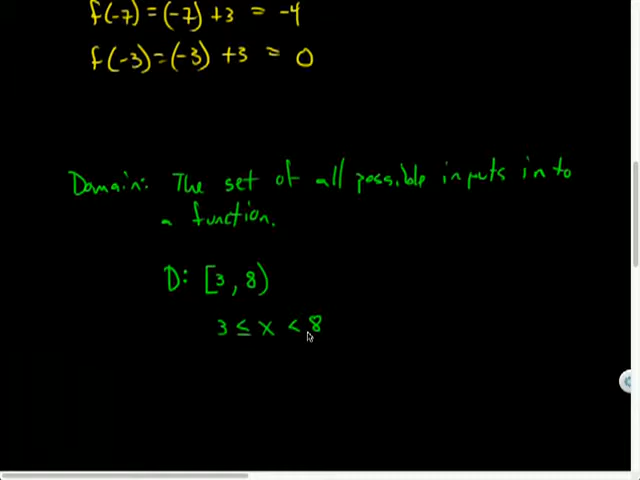 f(-7) = (-7) + 3 = -4
f(-3) = (-3) + 3 = 0
Domain: The set of all possible inputs into
a function.
D: [3, 8)
3 ≤ x < 8